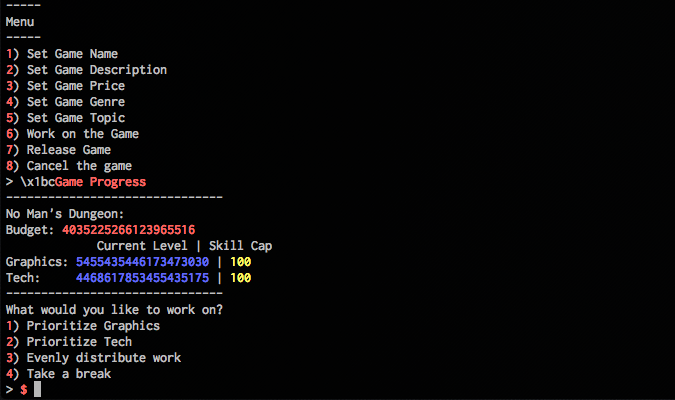 -----
Menu
-----
1) Set Game Name
2) Set Game Description
3) Set Game Price
4) Set Game Genre
5) Set Game Topic
6) Work on the Game
7) Release Game
8) Cancel the game
> \x1bcGame Progress
-------------------------------
No Man's Dungeon:
Budget: 4035225266123965516
Current Level | Skill Cap
Graphics: 5455435446173473030 | 100
Tech: 4468617853455435175 | 100
-------------------------------
What would you like to work on?
1) Prioritize Graphics
2) Prioritize Tech
3) Evenly distribute work
4) Take a break
> $